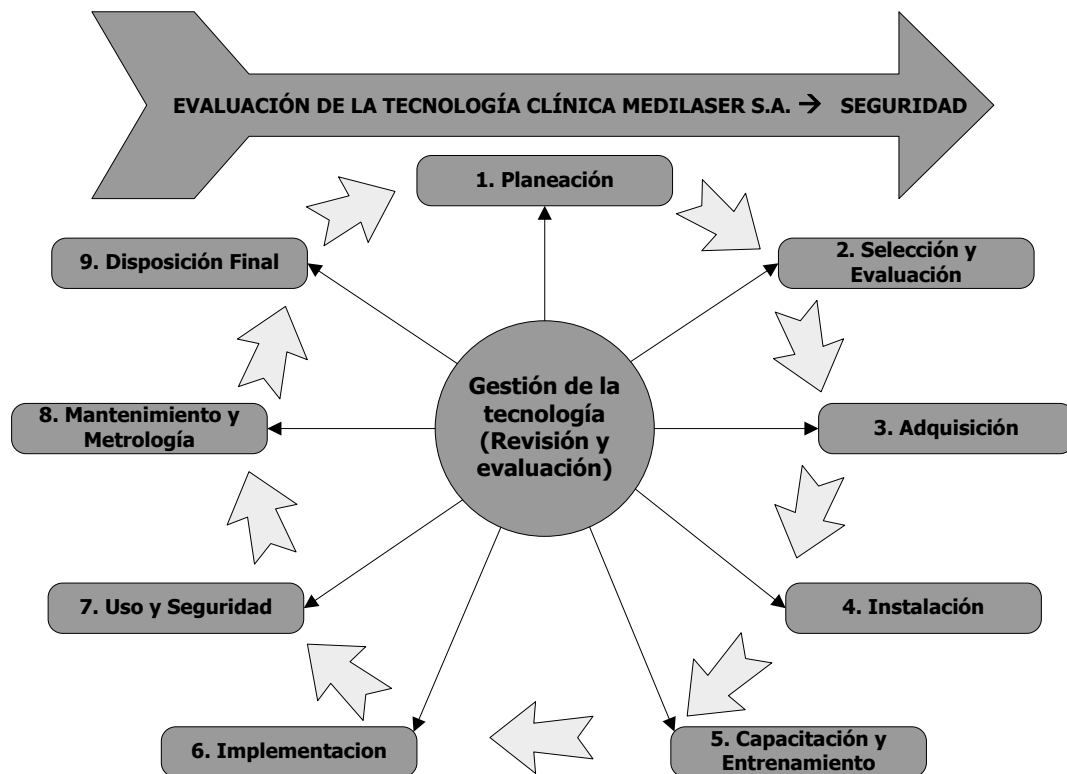 EVALUACIÓN DE LA TECNOLOGÍA CLÍNICA MEDILASER S.A. → SEGURIDAD
1. Planeación
2. Selección y
Evaluación
3. Adquisición
4. Instalación
5. Capacitación y
Entrenamiento
6. Implementacion
7. Uso y Seguridad
8. Mantenimiento y
Metrología
9. Disposición Final
Gestión de la
tecnología
(Revisión y
evaluación)